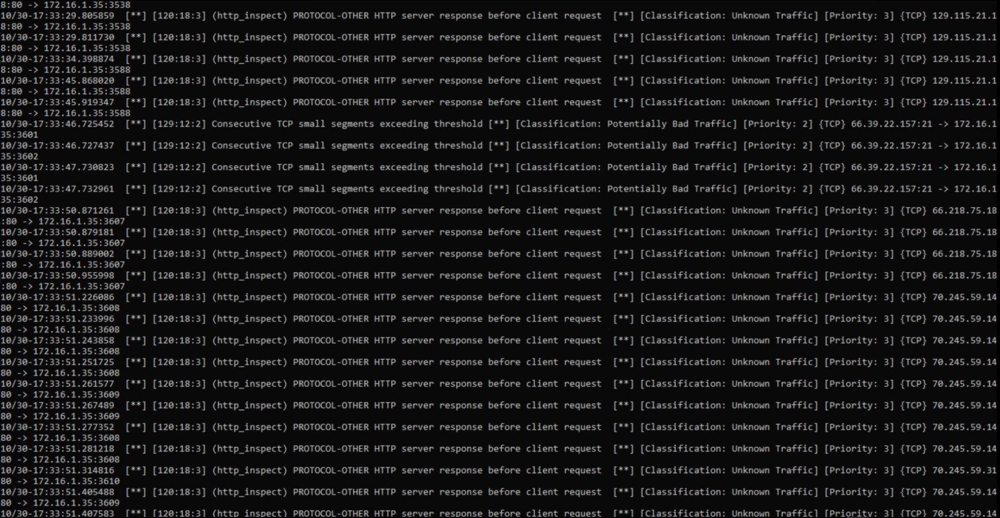 8:80 -> 172.16.1.35:3538
10/30-17:33:29.805859  [**] [120:18:3] (http_inspect) PROTOCOL-OTHER HTTP server response before client request  [**] [Classification: Unknown Traffic] [Priority: 3] {TCP} 129.115.21.1
8:80 -> 172.16.1.35:3538
10/30-17:33:29.811730  [**] [120:18:3] (http_inspect) PROTOCOL-OTHER HTTP server response before client request  [**] [Classification: Unknown Traffic] [Priority: 3] {TCP} 129.115.21.1
8:80 -> 172.16.1.35:3538
10/30-17:33:34.398874  [**] [120:18:3] (http_inspect) PROTOCOL-OTHER HTTP server response before client request  [**] [Classification: Unknown Traffic] [Priority: 3] {TCP} 129.115.21.1
8:80 -> 172.16.1.35:3588
10/30-17:33:45.868020  [**] [120:18:3] (http_inspect) PROTOCOL-OTHER HTTP server response before client request  [**] [Classification: Unknown Traffic] [Priority: 3] {TCP} 129.115.21.1
8:80 -> 172.16.1.35:3588
10/30-17:33:45.919347  [**] [120:18:3] (http_inspect) PROTOCOL-OTHER HTTP server response before client request  [**] [Classification: Unknown Traffic] [Priority: 3] {TCP} 129.115.21.1
8:80 -> 172.16.1.35:3588
10/30-17:33:46.725452  [**] [129:12:2] Consecutive TCP small segments exceeding threshold [**] [Classification: Potentially Bad Traffic] [Priority: 2] {TCP} 66.39.22.157:21 -> 172.16.1
35:3601
10/30-17:33:46.727437  [**] [129:12:2] Consecutive TCP small segments exceeding threshold [**] [Classification: Potentially Bad Traffic] [Priority: 2] {TCP} 66.39.22.157:21 -> 172.16.1
35:3602
10/30-17:33:47.730823  [**] [129:12:2] Consecutive TCP small segments exceeding threshold [**] [Classification: Potentially Bad Traffic] [Priority: 2] {TCP} 66.39.22.157:21 -> 172.16.1
35:3601
10/30-17:33:47.732961  [**] [129:12:2] Consecutive TCP small segments exceeding threshold [**] [Classification: Potentially Bad Traffic] [Priority: 2] {TCP} 66.39.22.157:21 -> 172.16.1
35:3602
10/30-17:33:50.871261  [**] [120:18:3] (http_inspect) PROTOCOL-OTHER HTTP server response before client request  [**] [Classification: Unknown Traffic] [Priority: 3] {TCP} 66.218.75.18
:80 -> 172.16.1.35:3607
10/30-17:33:50.879181  [**] [120:18:3] (http_inspect) PROTOCOL-OTHER HTTP server response before client request  [**] [Classification: Unknown Traffic] [Priority: 3] {TCP} 66.218.75.18
:80 -> 172.16.1.35:3607
10/30-17:33:50.889002  [**] [120:18:3] (http_inspect) PROTOCOL-OTHER HTTP server response before client request  [**] [Classification: Unknown Traffic] [Priority: 3] {TCP} 66.218.75.18
:80 -> 172.16.1.35:3607
10/30-17:33:50.955998  [**] [120:18:3] (http_inspect) PROTOCOL-OTHER HTTP server response before client request  [**] [Classification: Unknown Traffic] [Priority: 3] {TCP} 66.218.75.18
:80 -> 172.16.1.35:3607
10/30-17:33:51.226086  [**] [120:18:3] (http_inspect) PROTOCOL-OTHER HTTP server response before client request  [**] [Classification: Unknown Traffic] [Priority: 3] {TCP} 70.245.59.14
80 -> 172.16.1.35:3608
10/30-17:33:51.233996  [**] [120:18:3] (http_inspect) PROTOCOL-OTHER HTTP server response before client request  [**] [Classification: Unknown Traffic] [Priority: 3] {TCP} 70.245.59.14
80 -> 172.16.1.35:3608
10/30-17:33:51.243858  [**] [120:18:3] (http_inspect) PROTOCOL-OTHER HTTP server response before client request  [**] [Classification: Unknown Traffic] [Priority: 3] {TCP} 70.245.59.14
80 -> 172.16.1.35:3608
10/30-17:33:51.251725  [**] [120:18:3] (http_inspect) PROTOCOL-OTHER HTTP server response before client request  [**] [Classification: Unknown Traffic] [Priority: 3] {TCP} 70.245.59.14
80 -> 172.16.1.35:3608
10/30-17:33:51.261577  [**] [120:18:3] (http_inspect) PROTOCOL-OTHER HTTP server response before client request  [**] [Classification: Unknown Traffic] [Priority: 3] {TCP} 70.245.59.14
80 -> 172.16.1.35:3609
10/30-17:33:51.267489  [**] [120:18:3] (http_inspect) PROTOCOL-OTHER HTTP server response before client request  [**] [Classification: Unknown Traffic] [Priority: 3] {TCP} 70.245.59.14
80 -> 172.16.1.35:3609
10/30-17:33:51.277352  [**] [120:18:3] (http_inspect) PROTOCOL-OTHER HTTP server response before client request  [**] [Classification: Unknown Traffic] [Priority: 3] {TCP} 70.245.59.14
80 -> 172.16.1.35:3608
10/30-17:33:51.281218  [**] [120:18:3] (http_inspect) PROTOCOL-OTHER HTTP server response before client request  [**] [Classification: Unknown Traffic] [Priority: 3] {TCP} 70.245.59.14
80 -> 172.16.1.35:3608
10/30-17:33:51.314816  [**] [120:18:3] (http_inspect) PROTOCOL-OTHER HTTP server response before client request  [**] [Classification: Unknown Traffic] [Priority: 3] {TCP} 70.245.59.31
80 -> 172.16.1.35:3610
10/30-17:33:51.405488  [**] [120:18:3] (http_inspect) PROTOCOL-OTHER HTTP server response before client request  [**] [Classification: Unknown Traffic] [Priority: 3] {TCP} 70.245.59.14
80 -> 172.16.1.35:3609
10/30-17:33:51.407583  [**] [120:18:3] (http_inspect) PROTOCOL-OTHER HTTP server response before client request  [**] [Classification: Unknown Traffic] [Priority: 3] {TCP} 70.245.59.14